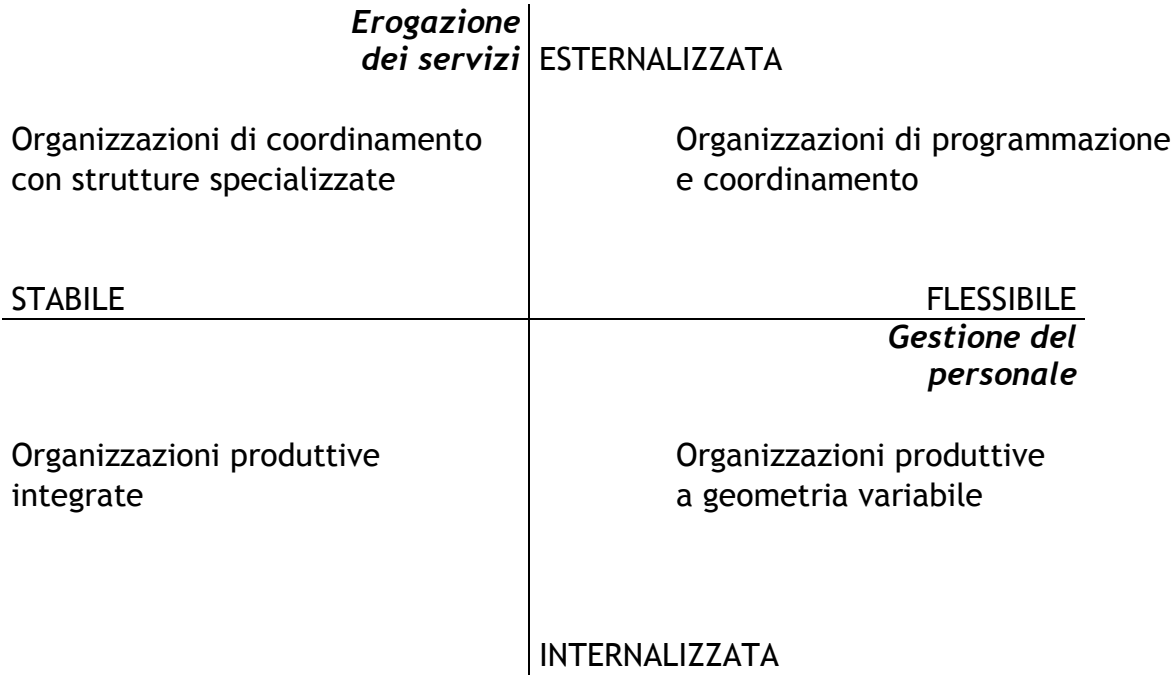 Erogazione
dei servizi
ESTERNALIZZATA
Organizzazioni di coordinamento
con strutture specializzate
Organizzazioni di programmazione
e coordinamento
STABILE
FLESSIBILE
Gestione del
personale
Organizzazioni produttive
integrate
Organizzazioni produttive
a geometria variabile
INTERNALIZZATA